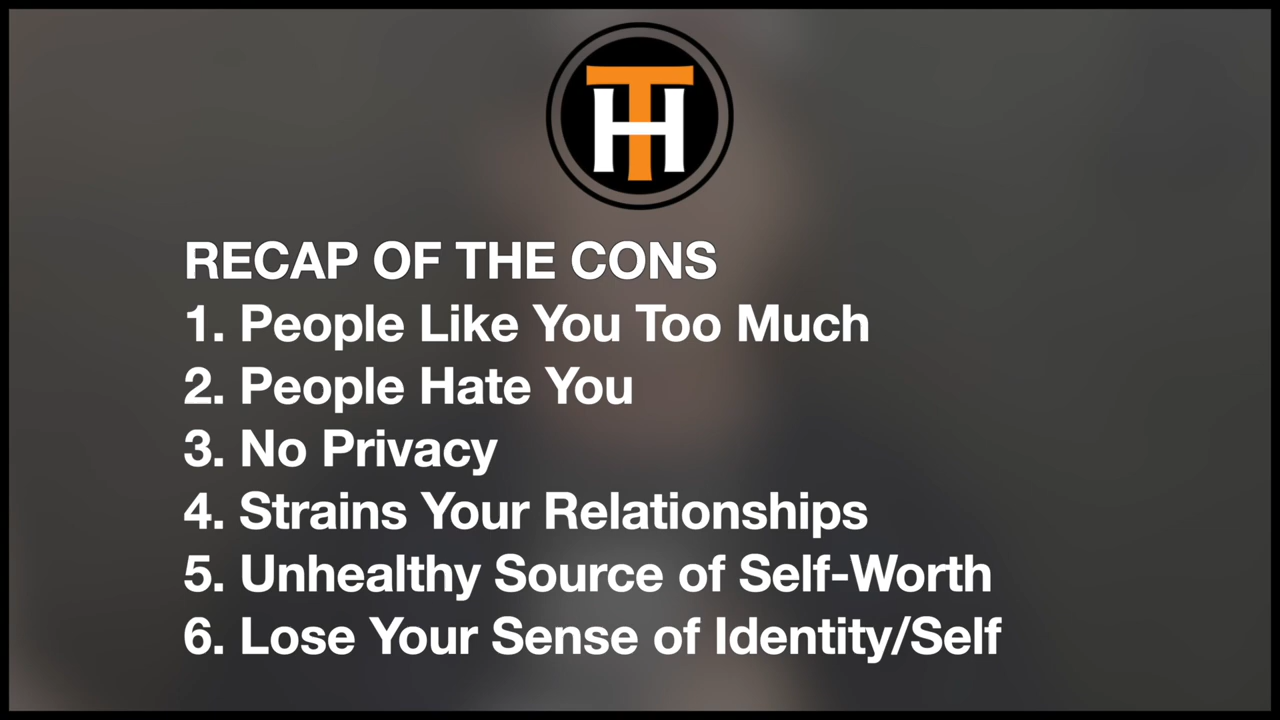 TH
RECAP OF THE CONS
1. People Like You Too Much
2. People Hate You
3. No Privacy
4. Strains Your Relationships
5. Unhealthy Source of Self-Worth
6. Lose Your Sense of Identity/Self